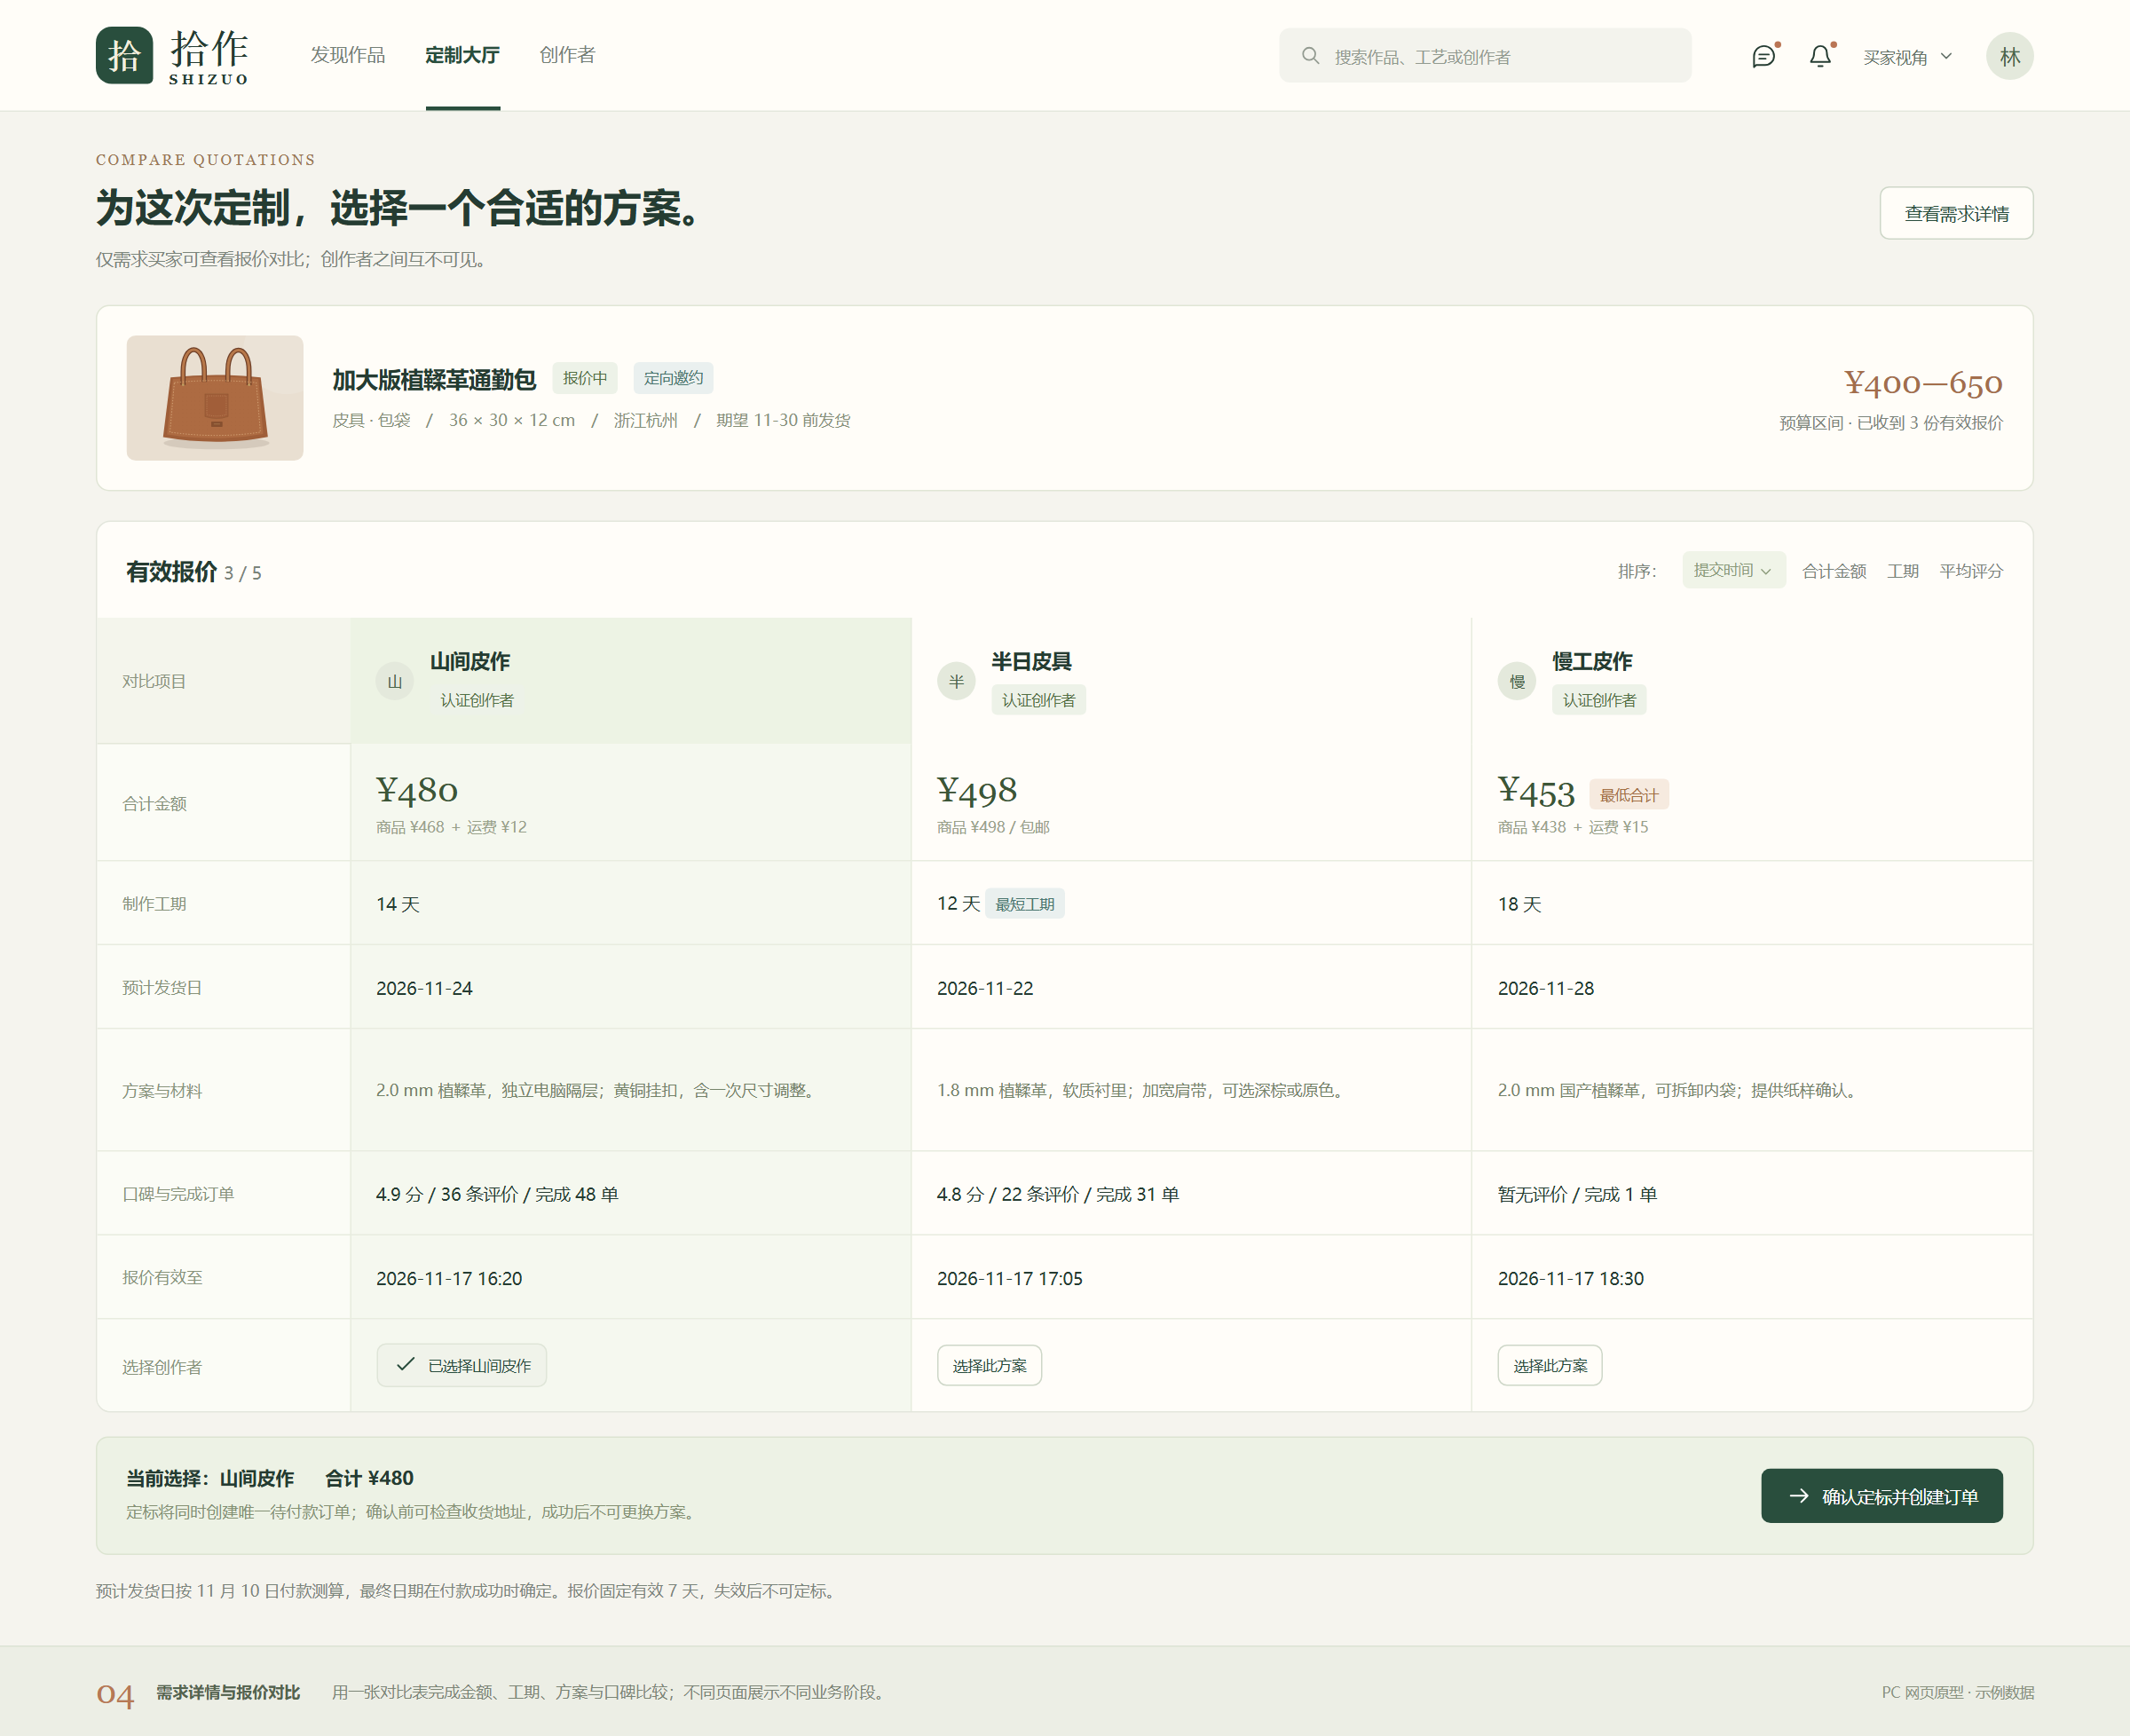 拾 拾作 SHIZUO
发现作品 定制大厅 创作者
搜索作品、工艺或创作者
买家视角
林
COMPARE QUOTATIONS
为这次定制，选择一个合适的方案。
仅需求买家可查看报价对比；创作者之间互不可见。
查看需求详情
加大版植鞣革通勤包 报价中 定向邀约
皮具 · 包袋 / 36 × 30 × 12 cm / 浙江杭州 / 期望 11-30 前发货
¥400—650
预算区间 · 已收到 3 份有效报价
有效报价 3 / 5
排序： 提交时间 合计金额 工期 平均评分
对比项目
山 山间皮作 认证创作者
半 半日皮具 认证创作者
慢 慢工皮作 认证创作者
合计金额
¥480
商品 ¥468 + 运费 ¥12
¥498
商品 ¥498 / 包邮
¥453 最低合计
商品 ¥438 + 运费 ¥15
制作工期 14 天 12 天 最短工期 18 天
预计发货日 2026-11-24 2026-11-22 2026-11-28
方案与材料
2.0 mm 植鞣革，独立电脑隔层；黄铜挂扣，含一次尺寸调整。
1.8 mm 植鞣革，软质衬里；加宽肩带，可选深棕或原色。
2.0 mm 国产植鞣革，可拆卸内袋；提供纸样确认。
口碑与完成订单
4.9 分 / 36 条评价 / 完成 48 单
4.8 分 / 22 条评价 / 完成 31 单
暂无评价 / 完成 1 单
报价有效至 2026-11-17 16:20 2026-11-17 17:05 2026-11-17 18:30
选择创作者 已选择山间皮作 选择此方案 选择此方案
当前选择：山间皮作 合计 ¥480
定标将同时创建唯一待付款订单；确认前可检查收货地址，成功后不可更换方案。
确认定标并创建订单
预计发货日按 11 月 10 日付款测算，最终日期在付款成功时确定。报价固定有效 7 天，失效后不可定标。
04 需求详情与报价对比 用一张对比表完成金额、工期、方案与口碑比较；不同页面展示不同业务阶段。
PC 网页原型 · 示例数据